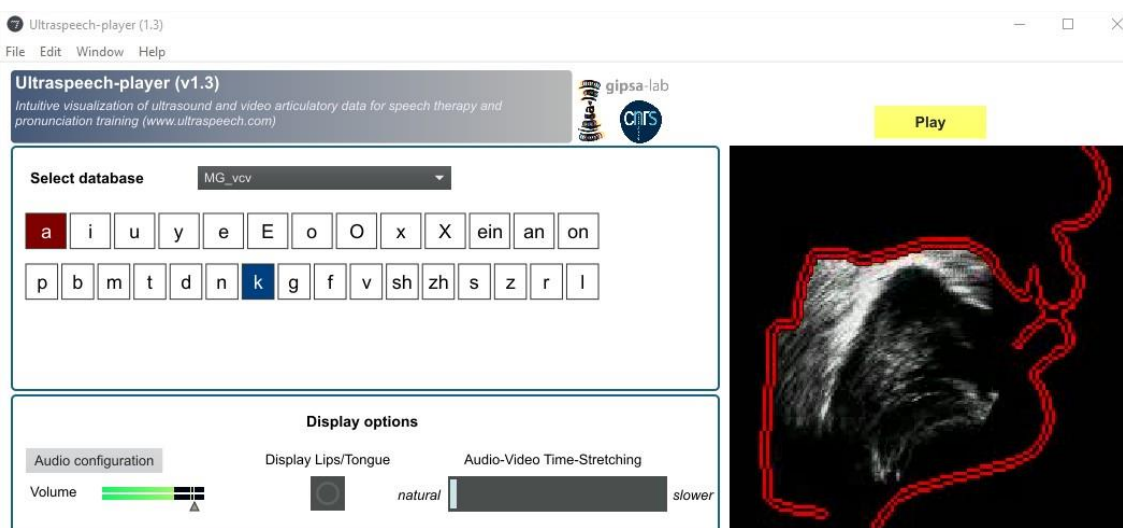 Ultraspeech-player (1.3)
File Edit Window Help
Ultraspeech-player (v1.3)
Intuitive visualization of ultrasound and video articulatory data for speech therapy and
pronunciation training (www.ultraspeech.com)
gipsa-lab
gipsa-lab
cnrs
Play
Select database MG_vcv
a i u y e E o O x X ein an on
p b m t d n k g f v sh zh s z r l
Display options
Audio configuration
Display Lips/Tongue
Audio-Video Time-Stretching
Volume
natural
slower